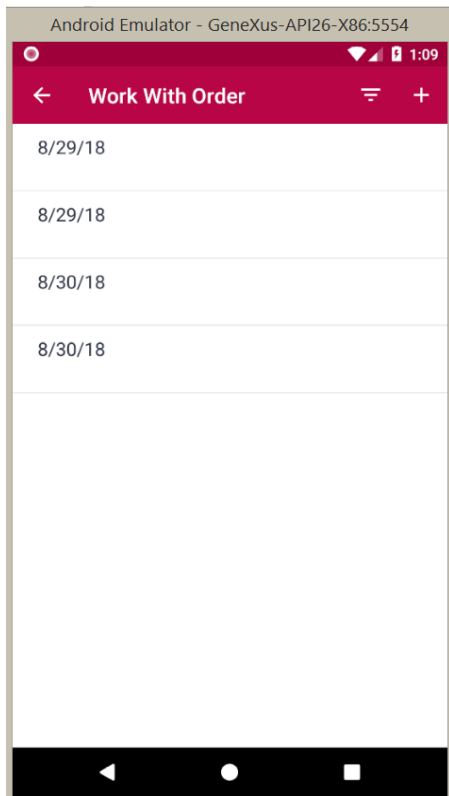 Android Emulator - GeneXus-API26-X86:5554
1:09
Work With Order
8/29/18
8/29/18
8/30/18
8/30/18